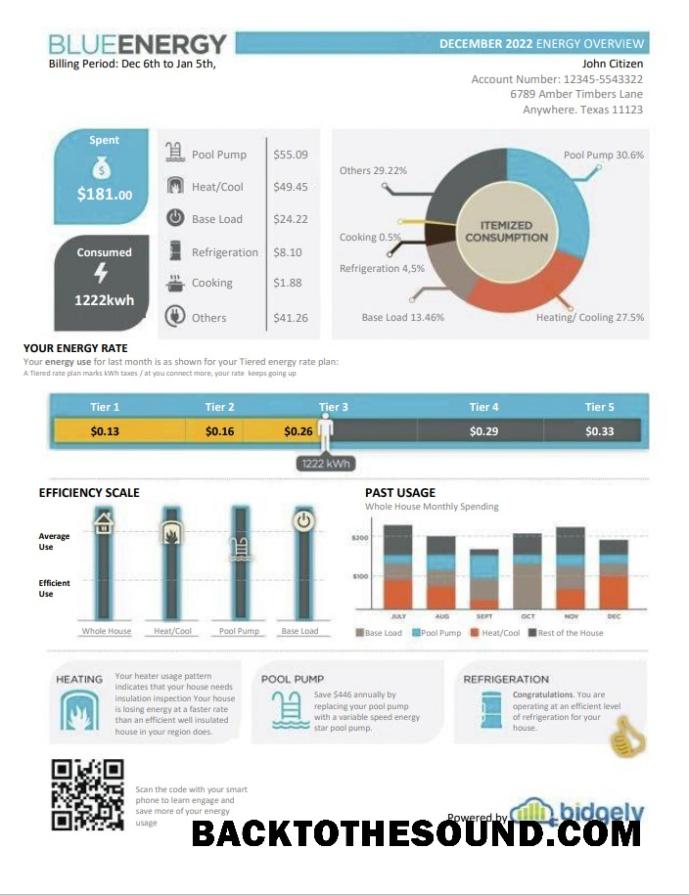 BLUEENERGY
DECEMBER 2022 ENERGY OVERVIEW
Billing Period: Dec 6th to Jan 5th,
John Citizen
Account Number: 12345-5543322
6789 Amber Timbers Lane
Anywhere. Texas 11123
Spent
$181.00
Consumed
1222kwh
Pool Pump $55.09
Heat/Cool $49.45
Base Load $24.22
Refrigeration $8.10
Cooking $1.88
Others $41.26
Pool Pump 30.6%
Others 29.22%
ITEMIZED
CONSUMPTION
Cooking 0.5%
Refrigeration 4,5%
Base Load 13.46%
Heating/ Cooling 27.5%
YOUR ENERGY RATE
Your energy use for last month is as shown for your Tiered energy rate plan:
A Tiered rate plan marks kWh taxes / at you connect more, your rate keeps going up
Tier 1 Tier 2 Tier 3 Tier 4 Tier 5
$0.13 $0.16 $0.26 $0.29 $0.33
1222 kWh
EFFICIENCY SCALE
Average
Use
Efficient
Use
Whole House Heat/Cool Pool Pump Base Load
PAST USAGE
Whole House Monthly Spending
$200
$100
JULY AUG SEPT OCT NOV DEC
Base Load Pool Pump Heat/Cool Rest of the House
HEATING
Your heater usage pattern
indicates that your house needs
insulation inspection Your house
is losing energy at a faster rate
than an efficient well insulated
house in your region does.
POOL PUMP
Save $446 annually by
replacing your pool pump
with a variable speed energy
star pool pump.
REFRIGERATION
Congratulations. You are
operating at an efficient level
of refrigeration for your
house.
Scan the code with your smart
phone to learn engage and
save more of your energy
usage
Powered by bidgely
BACKTOTHESOUND.COM